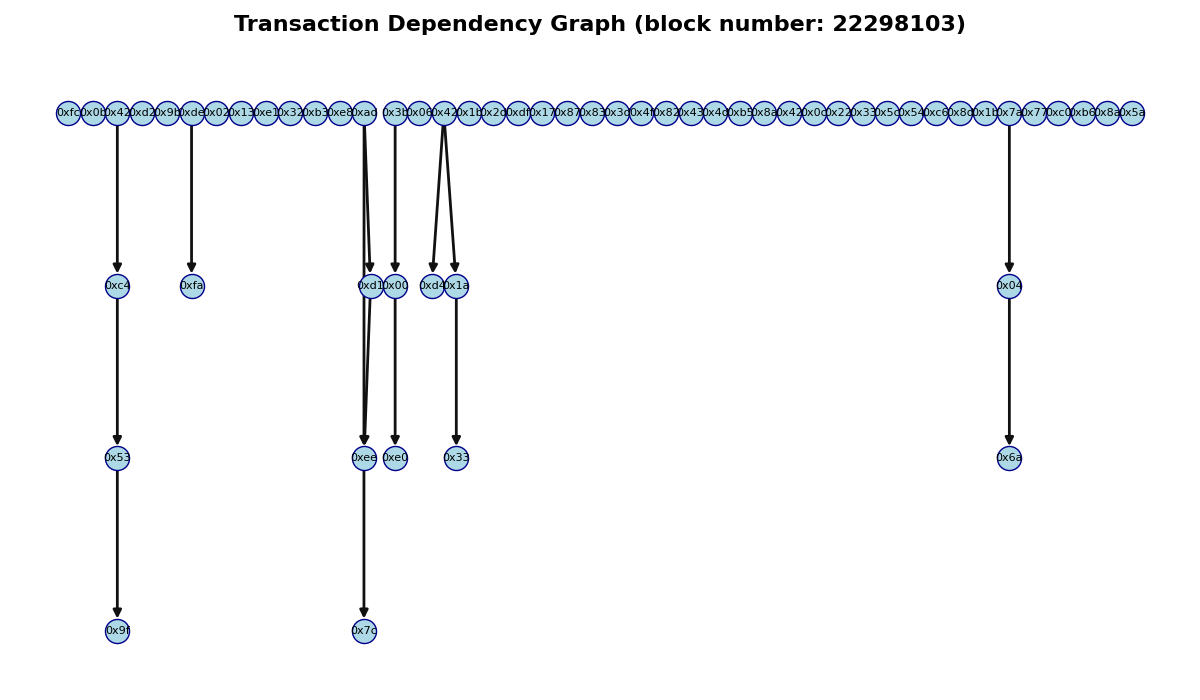 Transaction Dependency Graph (block number: 22298103)
0xfc 0x0b 0x42 0xd2 0x9b 0xde 0x02 0x13 0xe1 0x32 0xb3 0xe8 0xad 0x3b 0x06 0x42 0x1b 0x2c 0xdf 0x17 0x87 0x83 0x3c 0x4f 0x82 0x43 0x4c 0xb5 0x8a 0x42 0x0c 0x22 0x33 0x5c 0x54 0xc6 0x8c 0x1b 0x7a 0x77 0xc0 0xb6 0x8a 0x5a
0xc4 0xfa 0xd1 0x00 0xd4 0x1a 0x04
0x53 0xee 0xe0 0x33 0x6a
0x9f 0x7c